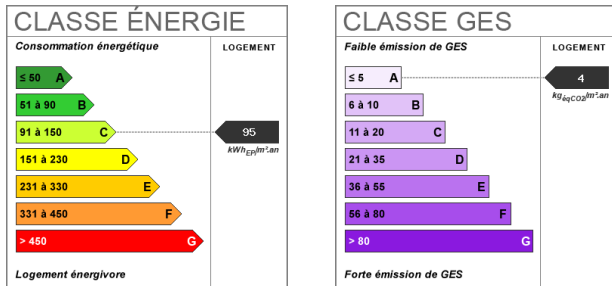 CLASSE ÉNERGIE
Consommation énergétique
LOGEMENT
≤ 50 A
51 à 90 B
91 à 150 C
95
kWhEP/m².an
151 à 230 D
231 à 330 E
331 à 450 F
> 450 G
Logement énergivore
CLASSE GES
Faible émission de GES
LOGEMENT
≤ 5 A
4
kgéqCO2/m².an
6 à 10 B
11 à 20 C
21 à 35 D
36 à 55 E
56 à 80 F
> 80 G
Forte émission de GES